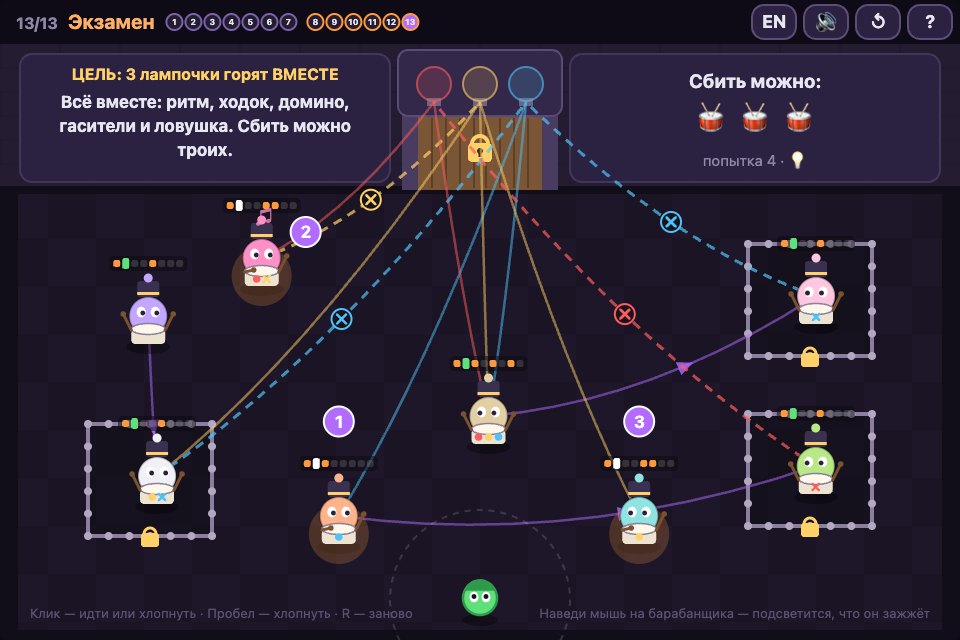 13/13 Экзамен 1 2 3 4 5 6 7 8 9 10 11 12 13 EN ?
ЦЕЛЬ: 3 лампочки горят ВМЕСТЕ
Всё вместе: ритм, ходок, домино,
гасители и ловушка. Сбить можно
троих.
Сбить можно:
попытка 4 ·
2
1
3
Клик — идти или хлопнуть · Пробел — хлопнуть · R — заново
Наведи мышь на барабанщика — подсветится, что он зажжёт